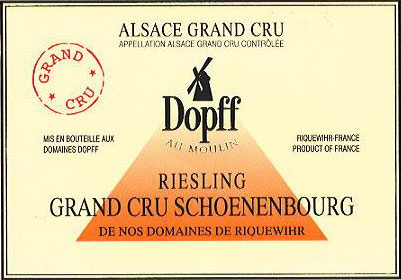 ALSACE GRAND CRU
APPELLATION ALSACE GRAND CRU CONTRÔLÉE
GRAND
CRU
Dopff
AU MOULIN
MIS EN BOUTEILLE AUX
DOMAINES DOPFF
RIQUEWIHR-FRANCE
PRODUCT OF FRANCE
RIESLING
GRAND CRU SCHOENENBOURG
DE NOS DOMAINES DE RIQUEWIHR